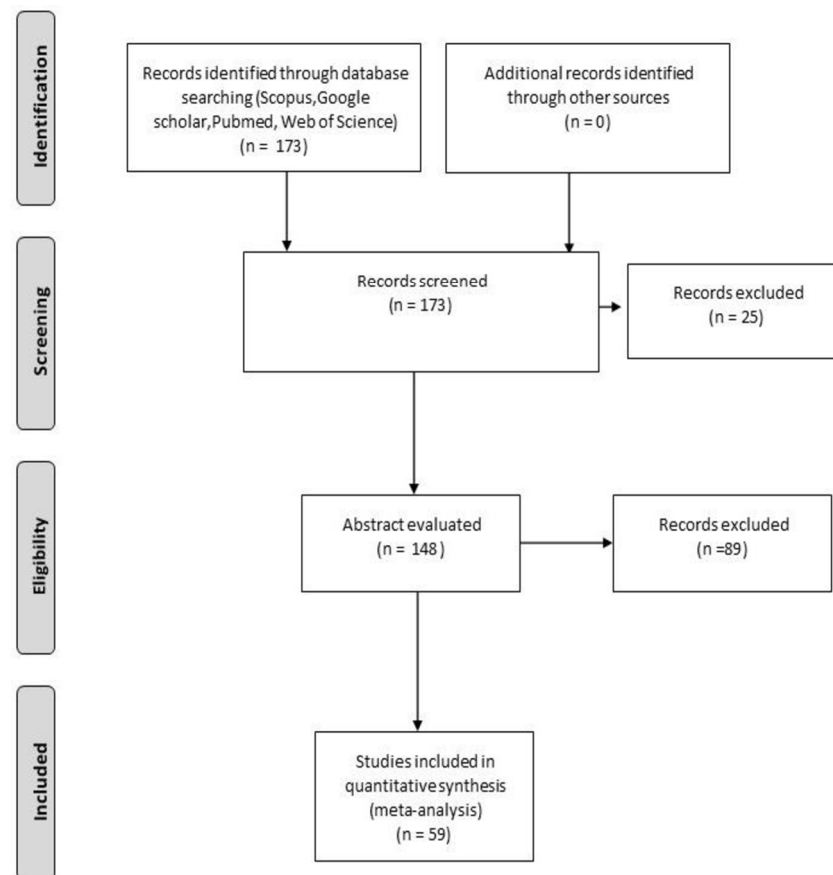 Identification
Records identified through database
searching (Scopus,Google
scholar,Pubmed, Web of Science)
(n = 173)
Additional records identified
through other sources
(n = 0)
Screening
Records screened
(n = 173)
Records excluded
(n = 25)
Eligibility
Abstract evaluated
(n = 148)
Records excluded
(n =89)
Included
Studies included in
quantitative synthesis
(meta-analysis)
(n = 59)